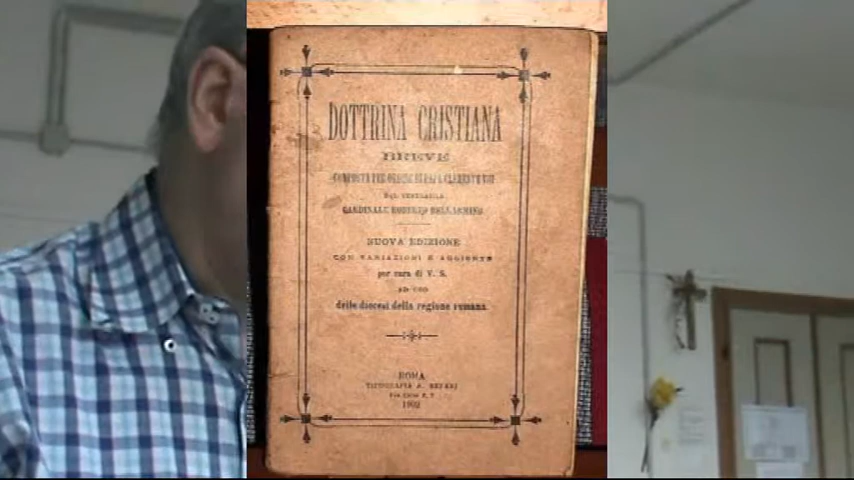 DOTTRINA CRISTIANA
BREVE
COMPOSTA PER ORDINE DI PAPA CLEMENTE VIII
DAL VENERABILE
CARDINALE ROBERTO BELLARMINO
NUOVA EDIZIONE
CON VARIAZIONI E AGGIUNTE
per cura di V. S.
AD USO
delle diocesi della regione romana
ROMA
TIPOGRAFIA A. BEFANI
1902